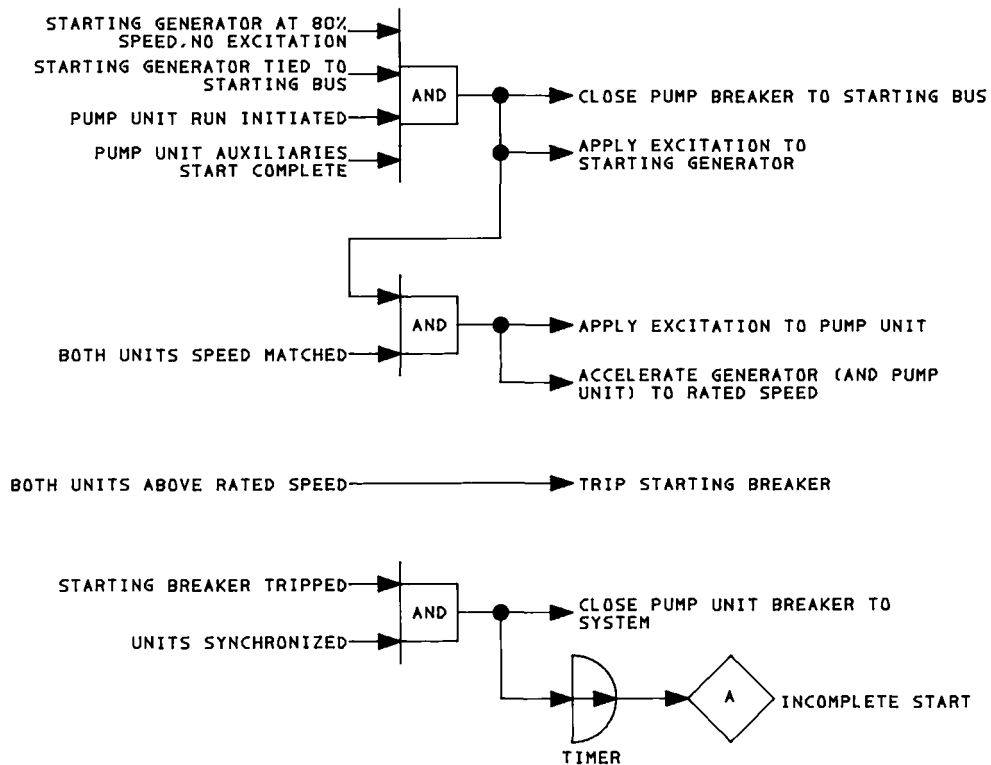 STARTING GENERATOR AT 80%
SPEED.NO EXCITATION
STARTING GENERATOR TIED TO
STARTING BUS
PUMP UNIT RUN INITIATED
PUMP UNIT AUXILIARIES
START COMPLETE
AND
CLOSE PUMP BREAKER TO STARTING BUS
APPLY EXCITATION TO
STARTING GENERATOR
BOTH UNITS SPEED MATCHED
AND
APPLY EXCITATION TO PUMP UNIT
ACCELERATE GENERATOR (AND PUMP
UNIT) TO RATED SPEED
BOTH UNITS ABOVE RATED SPEED
TRIP STARTING BREAKER
STARTING BREAKER TRIPPED
UNITS SYNCHRONIZED
AND
CLOSE PUMP UNIT BREAKER TO
SYSTEM
TIMER
A
INCOMPLETE START